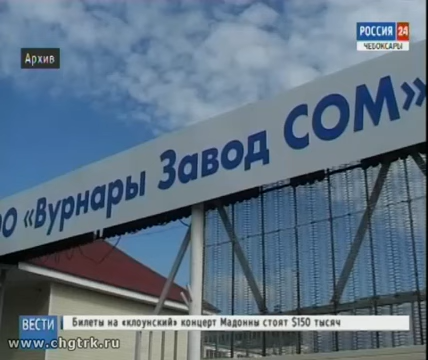 РОССИЯ 24
ЧЕБОКСАРЫ
Архив
ОО «Вурнары Завод СОМ»
ВЕСТИ
Билеты на «клоунский» концерт Мадонны стоят $150 тысяч
www.chgtrk.ru